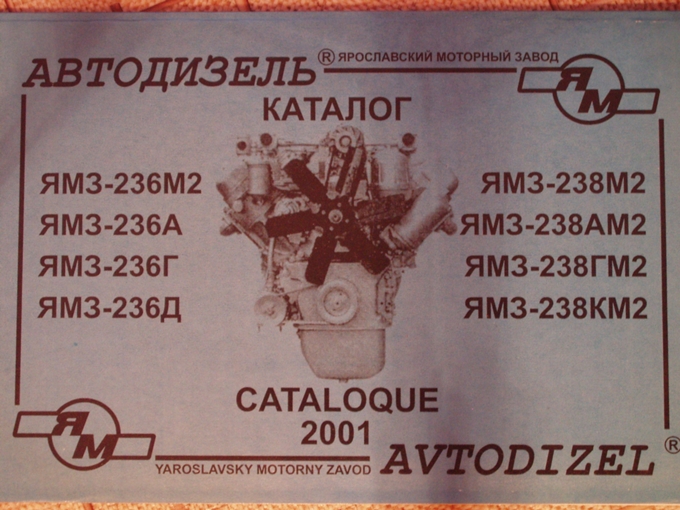 АВТОДИЗЕЛЬ ® ЯРОСЛАВСКИЙ МОТОРНЫЙ ЗАВОД
ЯМ
КАТАЛОГ
ЯМЗ-236М2 ЯМЗ-238М2
ЯМЗ-236А ЯМЗ-238АМ2
ЯМЗ-236Г ЯМЗ-238ГМ2
ЯМЗ-236Д ЯМЗ-238КМ2
CATALOQUE
2001
ЯМ
YAROSLAVSKY MOTORNY ZAVOD AVTODIZEL ®